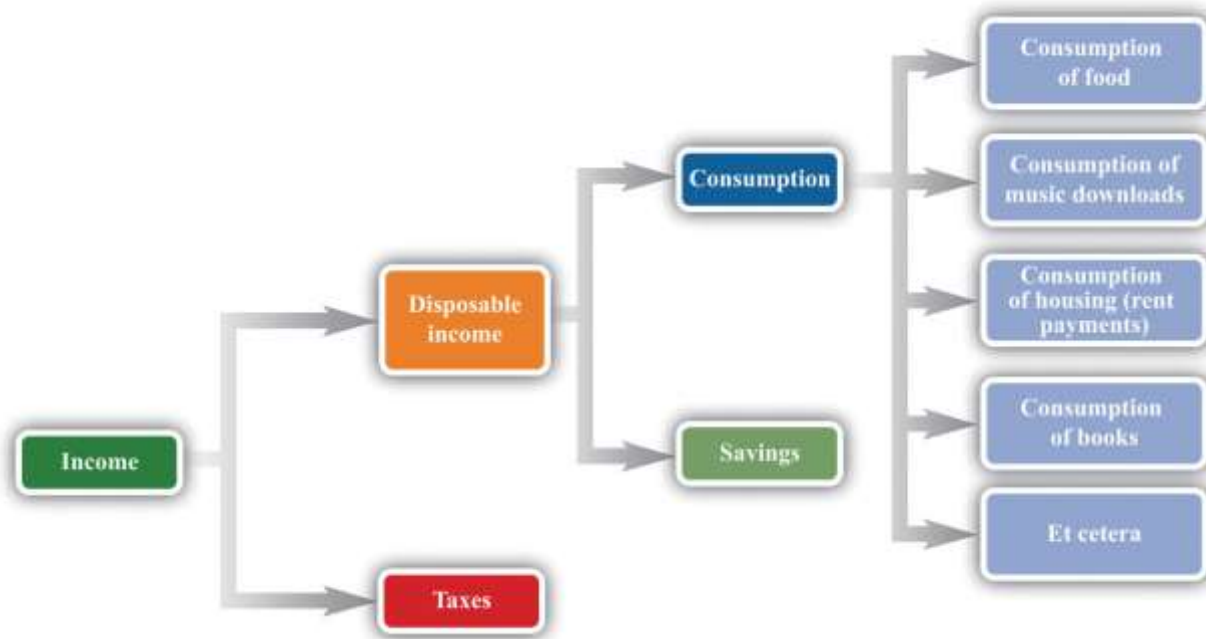 Income
Disposable
income
Taxes
Consumption
Savings
Consumption
of food
Consumption of
music downloads
Consumption
of housing (rent
payments)
Consumption
of books
Et cetera